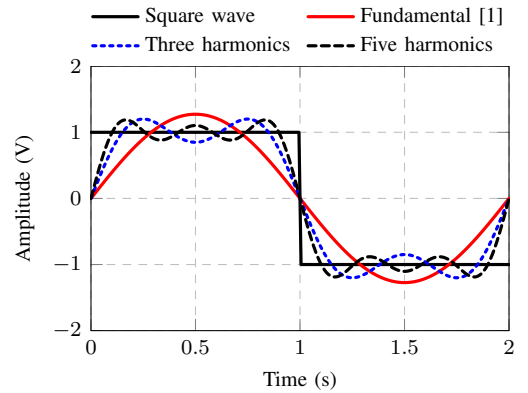 Square wave Fundamental [1]
Three harmonics Five harmonics
2
1
0
−1
−2
Amplitude (V)
0 0.5 1 1.5 2
Time (s)